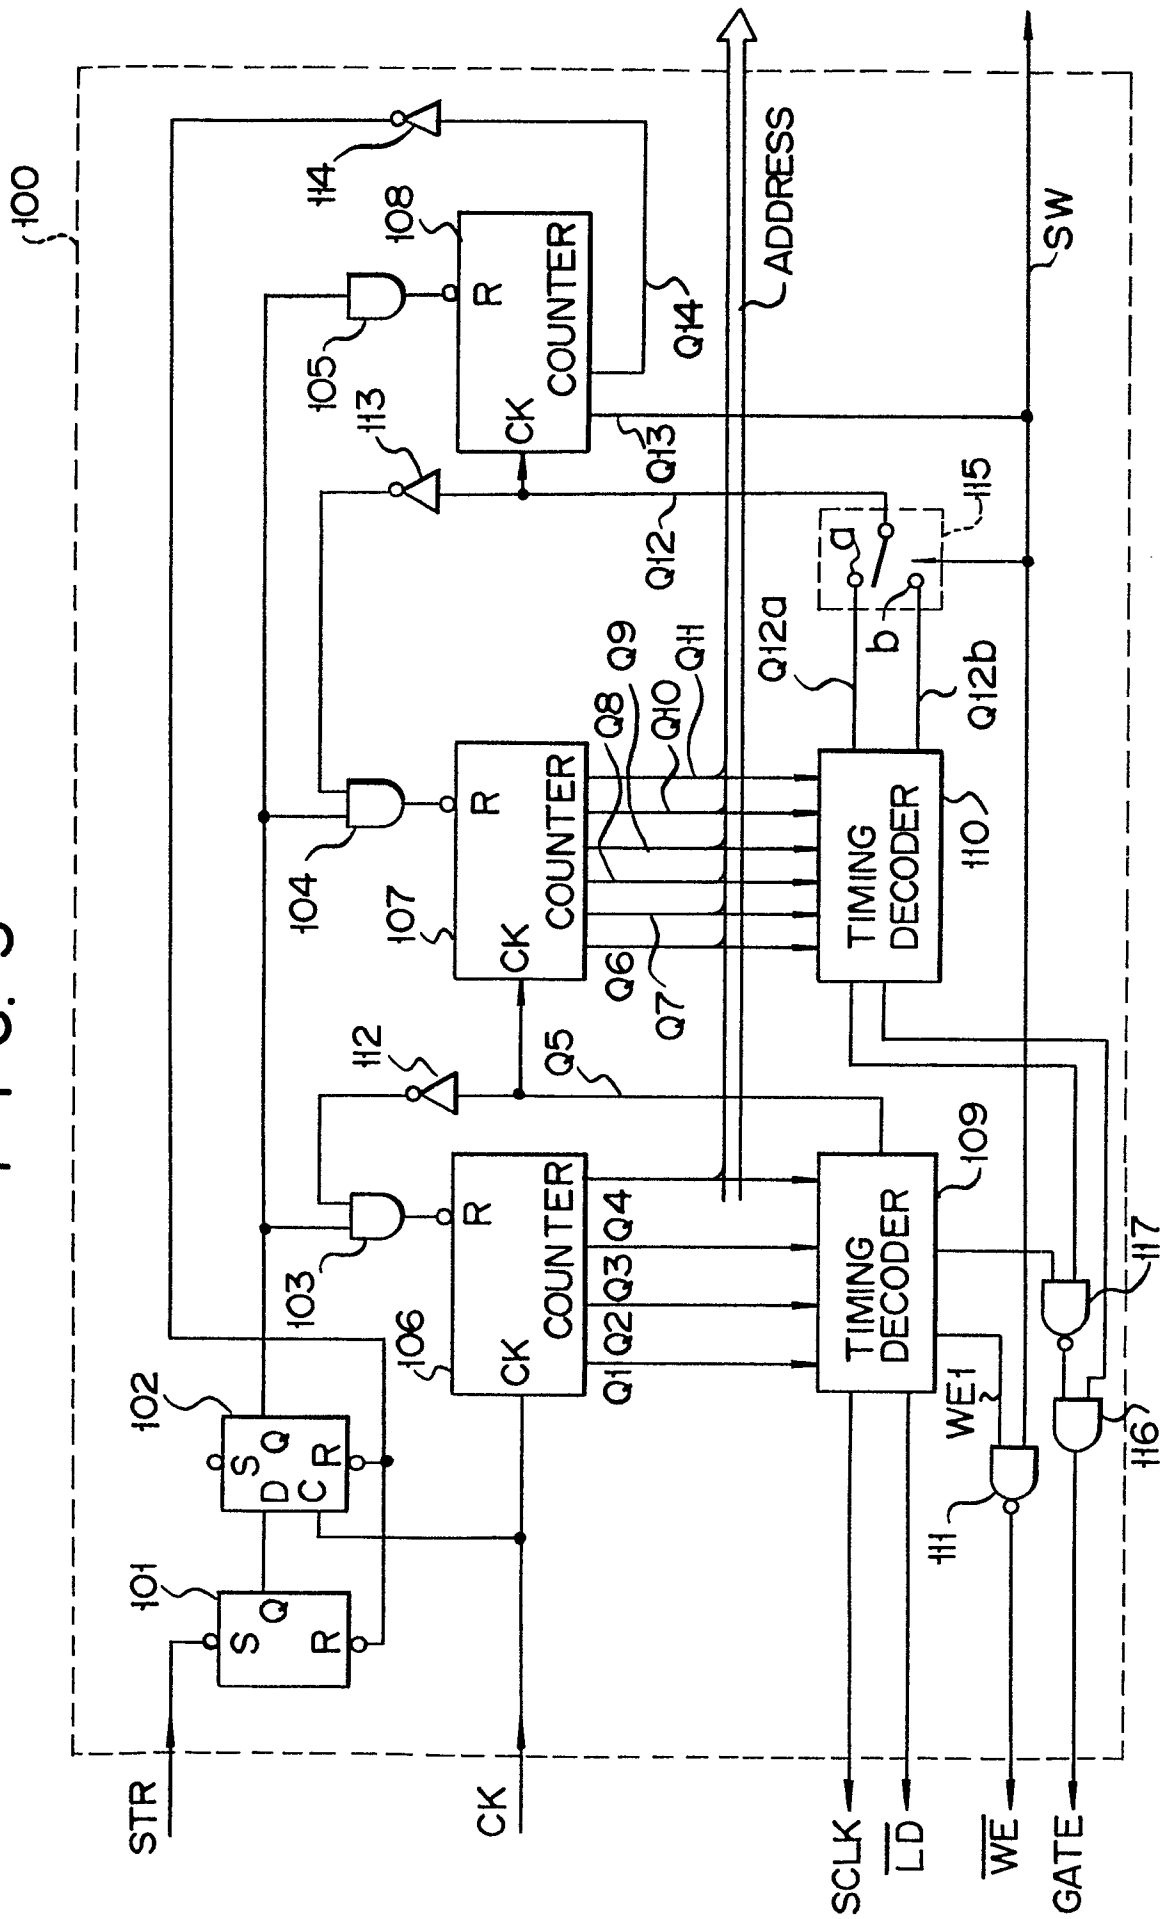 100
STR
CK
101
S
Q
R
102
S
D
Q
C
R
103
104
105
112
113
114
106
CK
R
COUNTER
107
CK
R
COUNTER
108
CK
R
COUNTER
Q1
Q2
Q3
Q4
Q5
Q6
Q7
Q8
Q9
Q10
Q11
Q12
Q13
Q14
ADDRESS
TIMING
DECODER
109
TIMING
DECODER
110
Q12a
Q12b
a
b
115
SW
WE1
111
116
117
SCLK
LD
WE
GATE